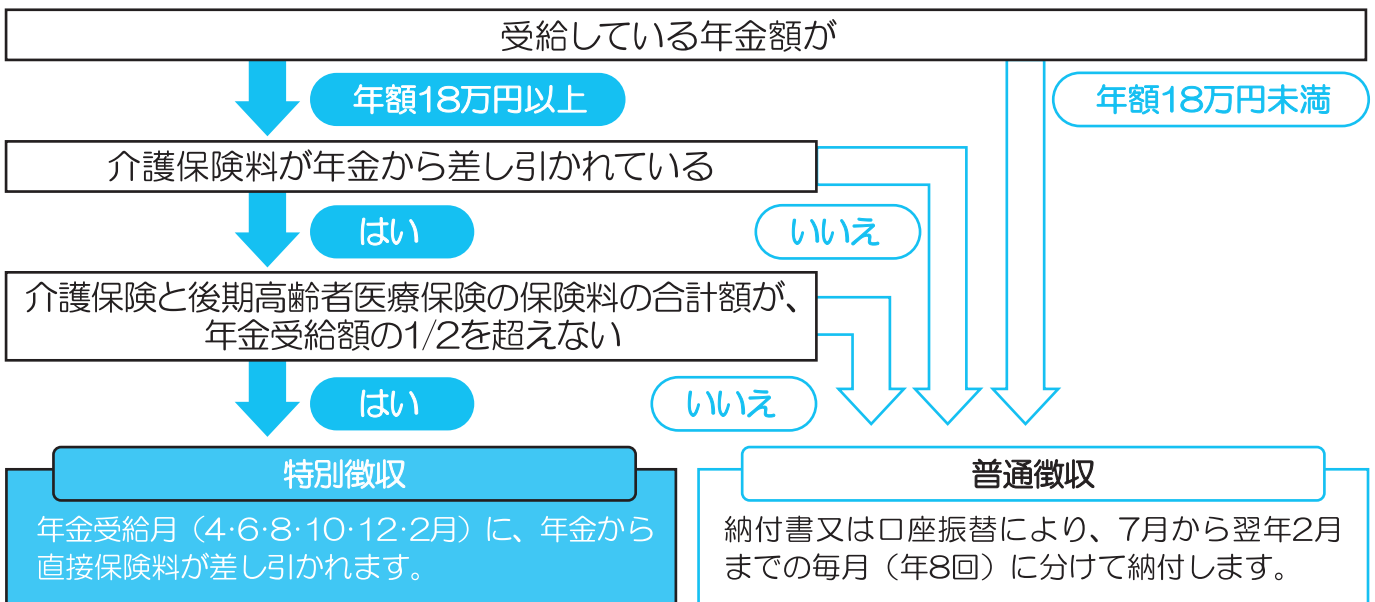 受給している年金額が
年額18万円以上
年額18万円未満
介護保険料が年金から差し引かれている
はい
いいえ
介護保険と後期高齢者医療保険の保険料の合計額が、
年金受給額の1/2を超えない
はい
いいえ
特別徴収
年金受給月（4･6･8･10･12･2月）に、年金から
直接保険料が差し引かれます。
普通徴収
納付書又は口座振替により、7月から翌年2月
までの毎月（年8回）に分けて納付します。